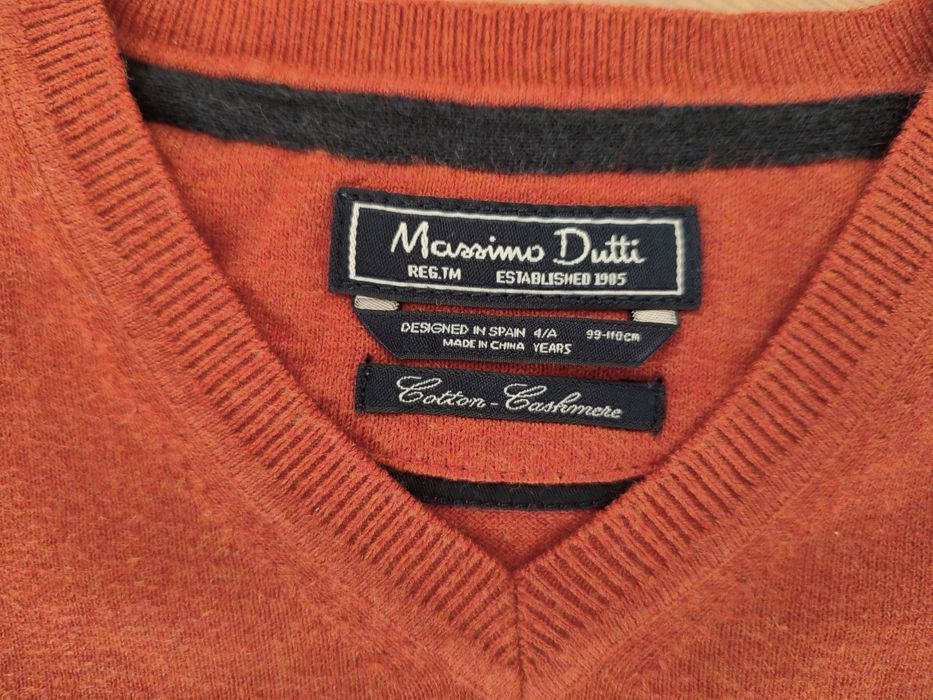 Massimo Dutti
REG.TM ESTABLISHED 1985
DESIGNED IN SPAIN 4/A 99-110CM
MADE IN CHINA YEARS
Cotton - Cashmere